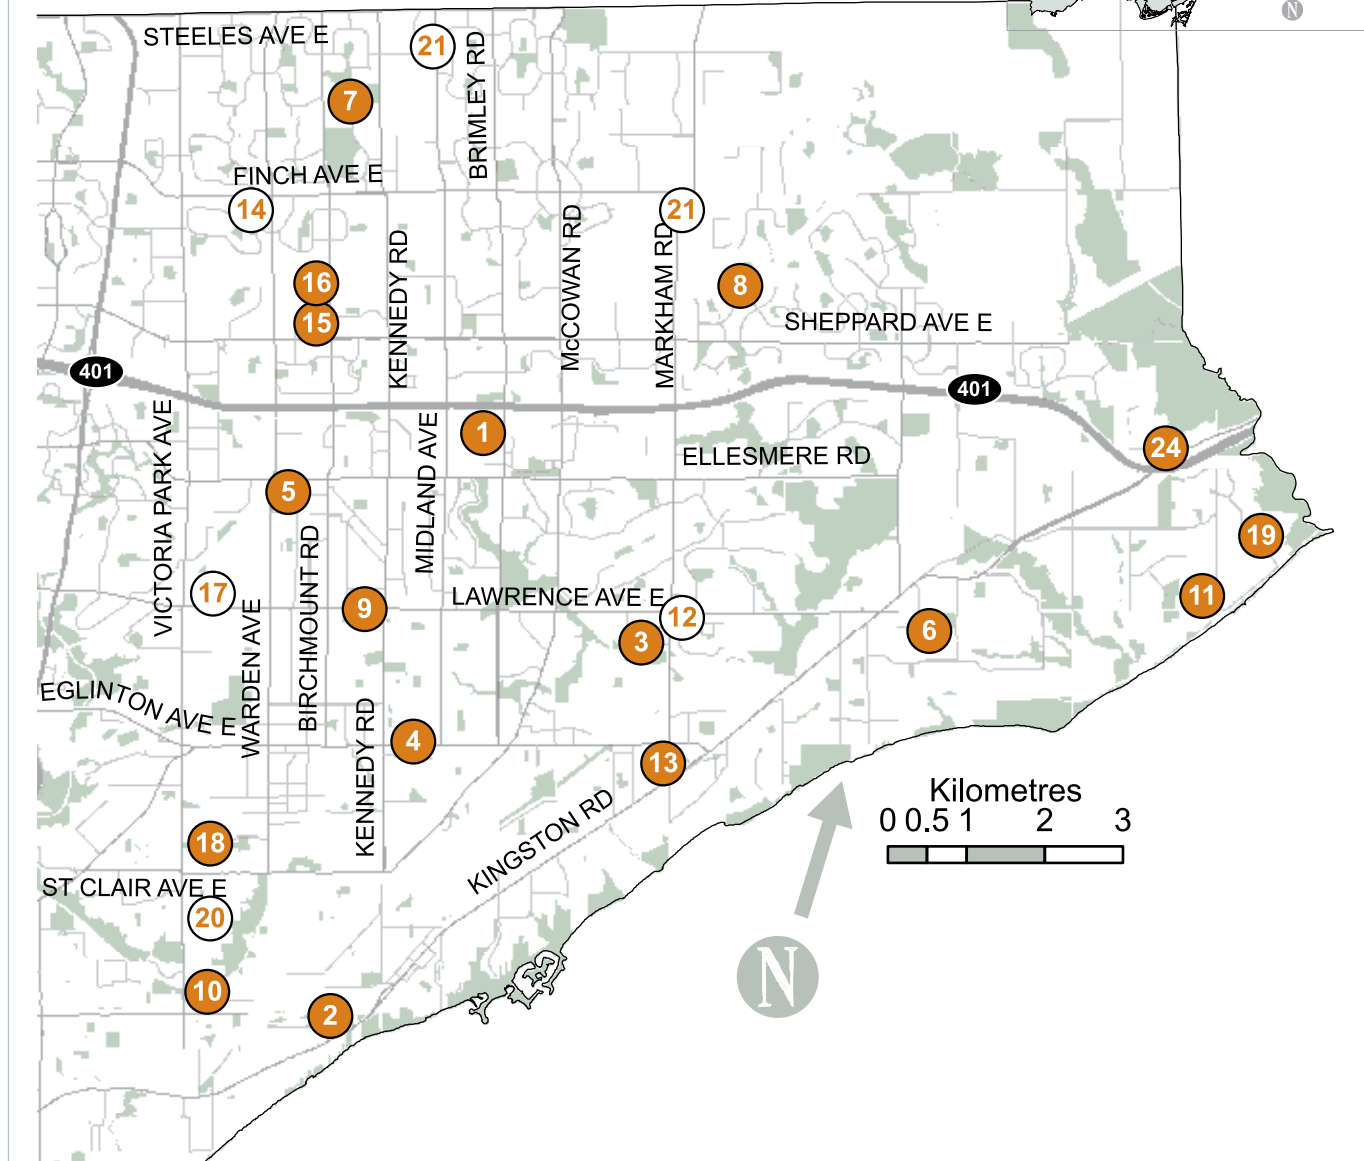 N
STEELES AVE E
21
BRIMLEY RD
7
FINCH AVE E
14
21
McCOWAN RD
MARKHAM RD
KENNEDY RD
16
8
15
SHEPPARD AVE E
401
401
VICTORIA PARK AVE
MIDLAND AVE
1
ELLESMERE RD
24
5
BIRCHMOUNT RD
19
17
WARDEN AVE
9
LAWRENCE AVE E
12
11
3
6
EGLINTON AVE E
KENNEDY RD
4
13
Kilometres
0 0.5 1 2 3
KINGSTON RD
18
ST CLAIR AVE E
20
N
10
2